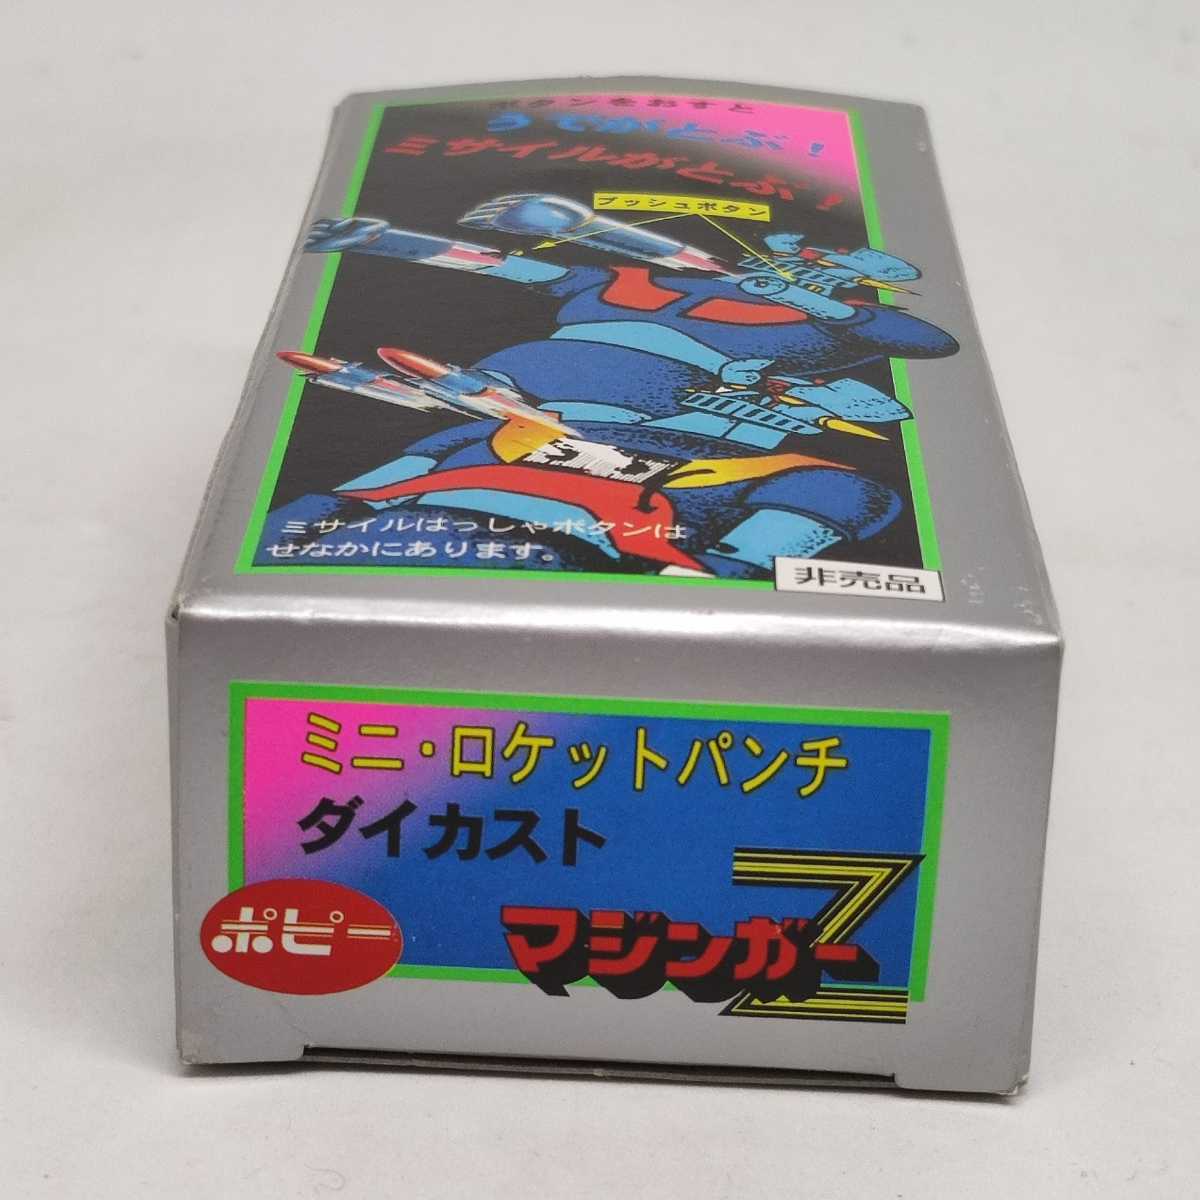 ボタンをおすと
うでがとぶ!
ミサイルがとぶ!
プッシュボタン
ミサイルはっしゃボタンは
せなかにあります。
非売品
ミニ・ロケットパンチ
ダイカスト
マジンガーZ
ポピー